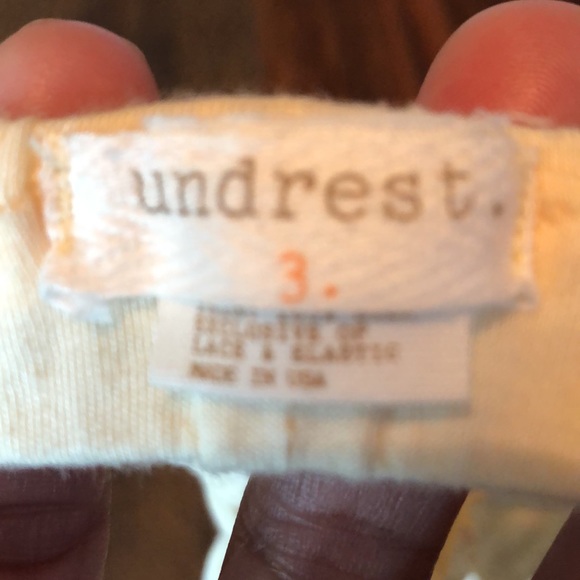 undrest.
3.
EXCLUSIVE OF
LACE & ELASTIC
MADE IN USA